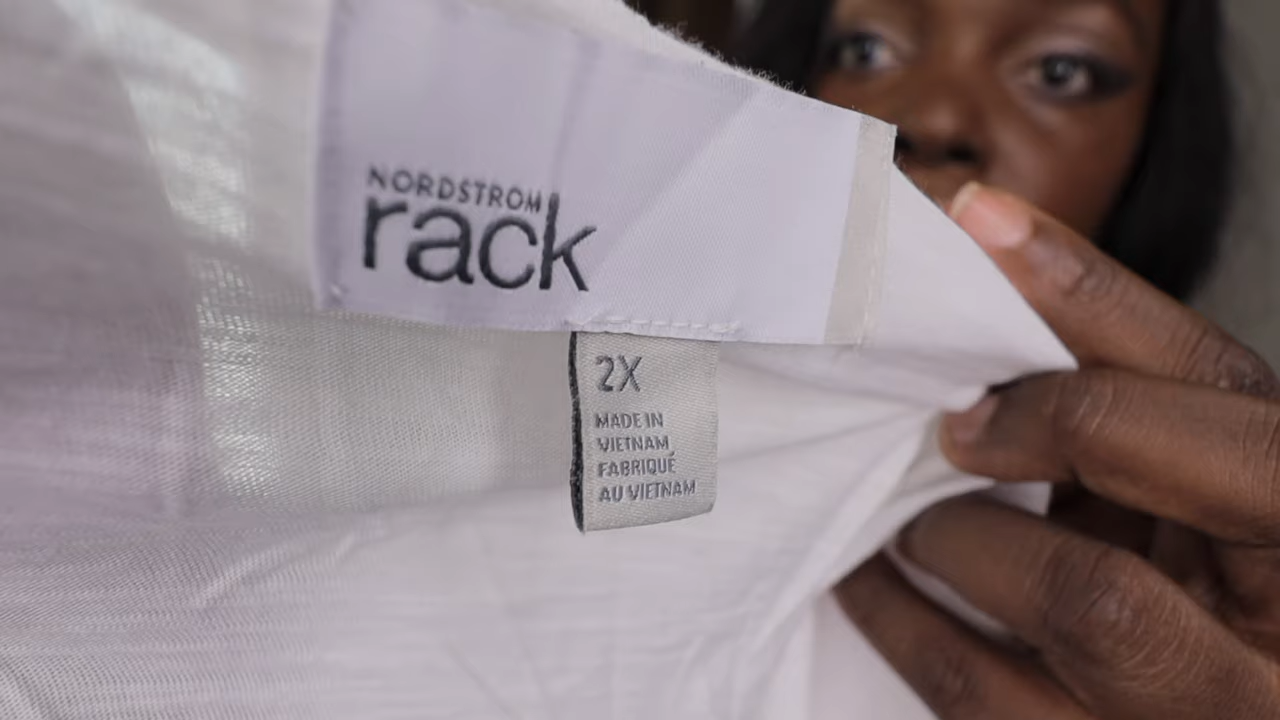 NORDSTROM
rack
2X
MADE IN
VIETNAM
FABRIQUÉ
AU VIETNAM